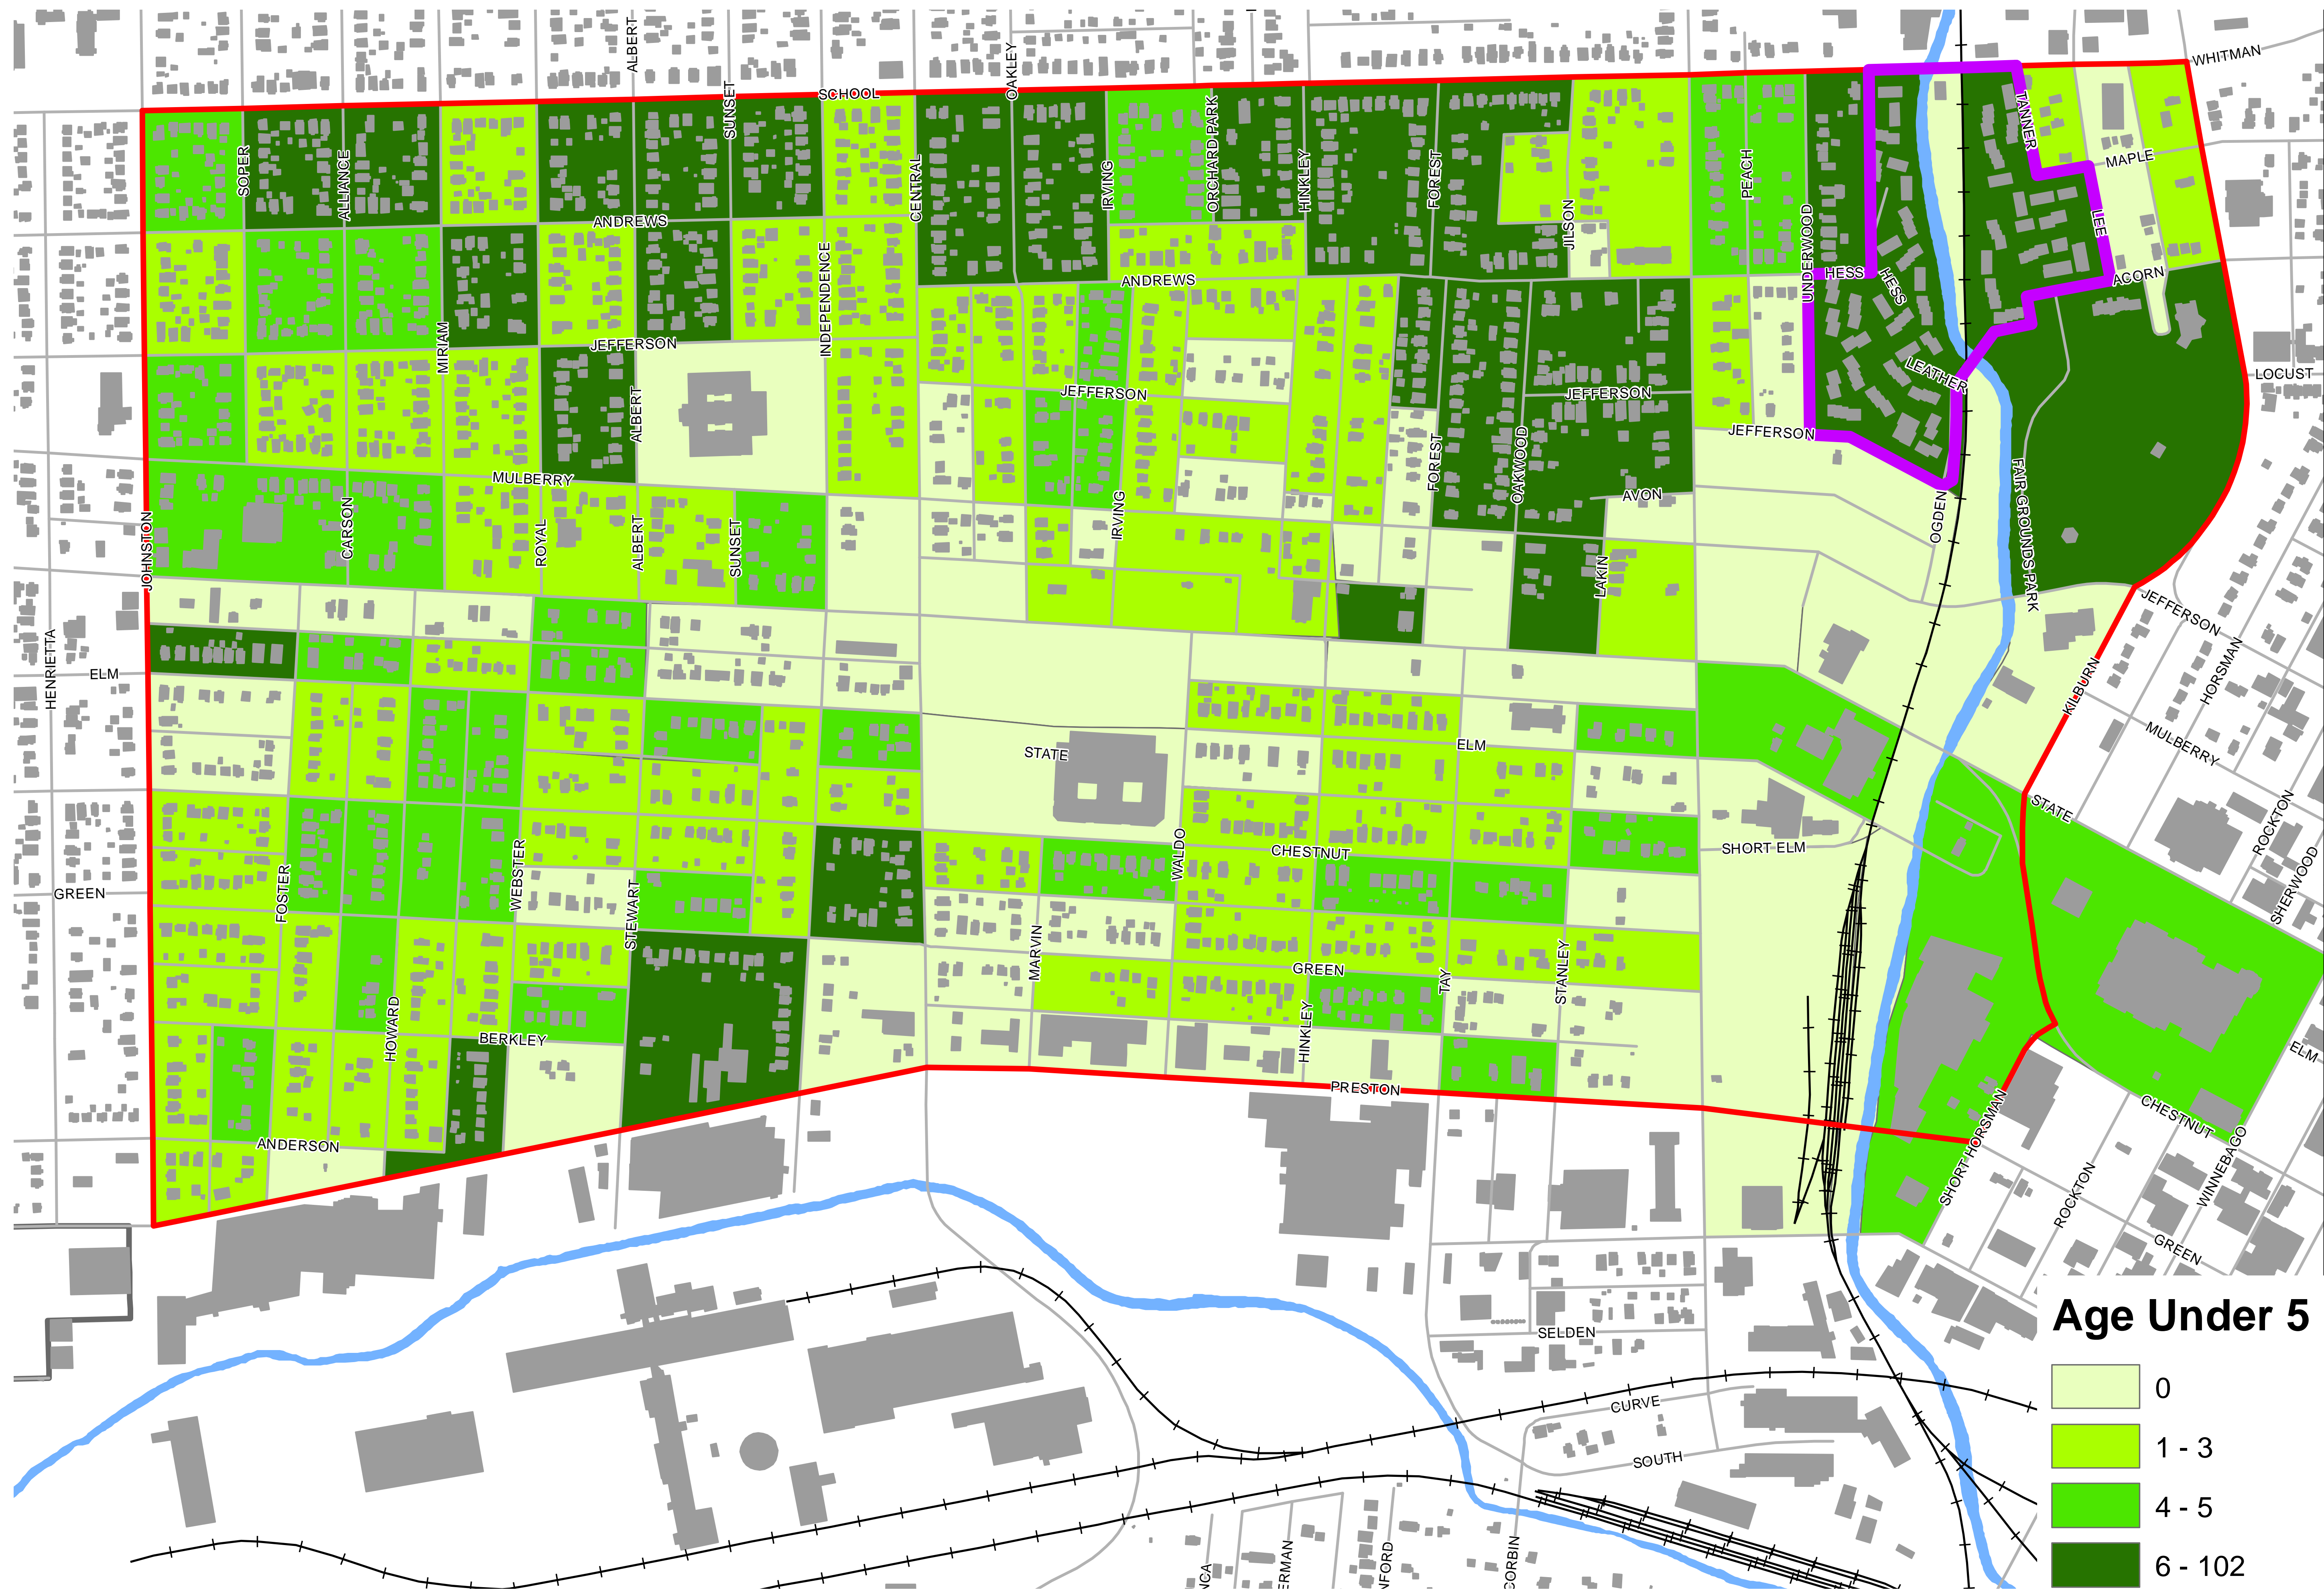 ALBERT
OAKLEY
WHITMAN
SCHOOL
SUNSET
TANNER
SOPER
ALLIANCE
CENTRAL
IRVING
ORCHARD PARK
HINKLEY
FOREST
PEACH
MAPLE
JILSON
UNDERWOOD
LEE
ANDREWS
ANDREWS
INDEPENDENCE
HESS
HESS
ACORN
MIRIAM
JEFFERSON
ALBERT
JEFFERSON
JEFFERSON
LEATHER
LOCUST
JEFFERSON
MULBERRY
FOREST
OAKWOOD
AVON
JOHNSTON
CARSON
ROYAL
ALBERT
SUNSET
IRVING
OGDEN
FAIR GROUNDS PARK
LAKIN
JEFFERSON
HENRIETTA
ELM
HORSMAN
KILBURN
MULBERRY
STATE
ELM
STATE
ROCKTON
SHERWOOD
WEBSTER
WALDO
CHESTNUT
SHORT ELM
GREEN
FOSTER
STEWART
MARVIN
GREEN
TAY
STANLEY
HOWARD
BERKLEY
HINKLEY
ELM
PRESTON
CHESTNUT
SHORT HORSMAN
WINNEBAGO
ANDERSON
ROCKTON
GREEN
SELDEN
CURVE
SOUTH
CORBIN
NCA
ERMAN
NFORD
Age Under 5
0
1 - 3
4 - 5
6 - 102